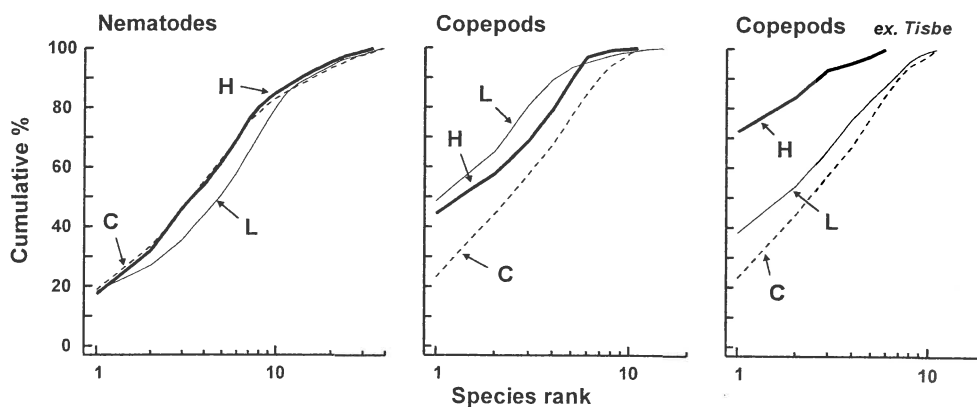 Nematodes
Copepods
Copepods ex. Tisbe
Cumulative %
100
80
60
40
20
0
H
C
L
L
H
C
H
L
C
1
10
1
10
1
10
Species rank